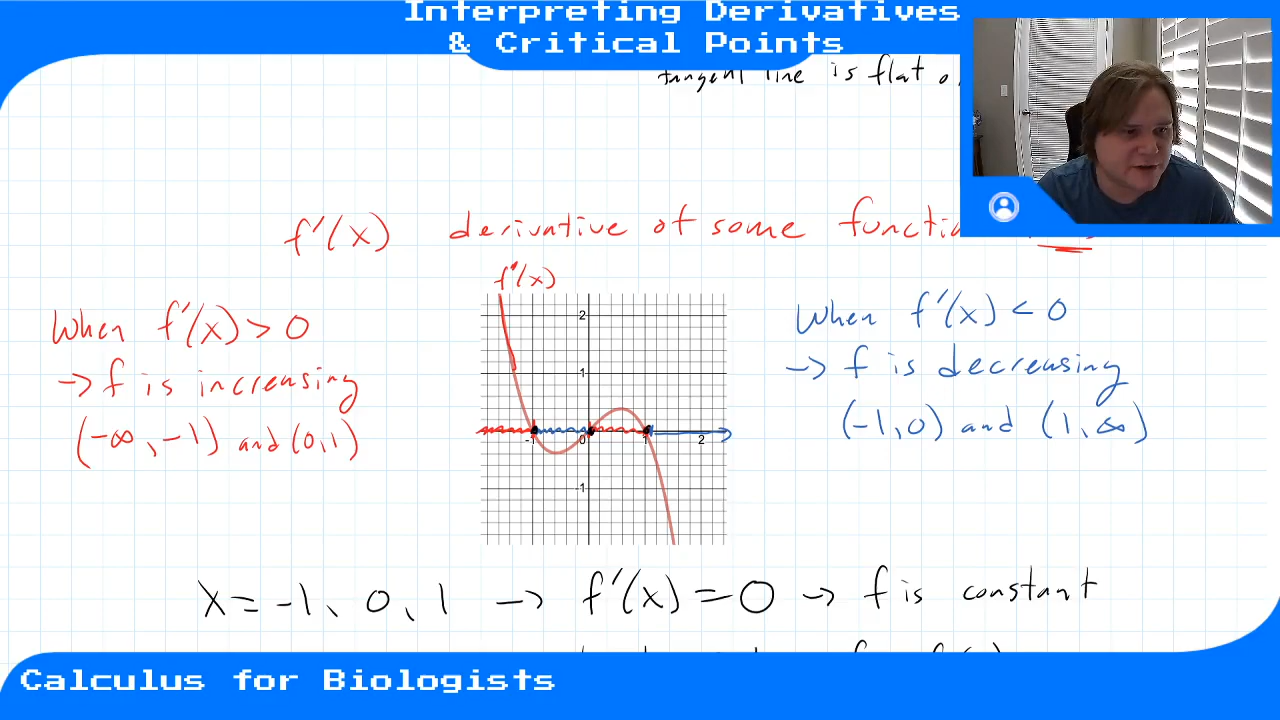 Interpreting Derivatives
& Critical Points
tangent line is flat
f'(x) derivative of some
f'(x)
When f'(x) > 0
→ f is increasing
(-∞, -1) and (0,1)
2
1
-1 0 1 2
-1
When f'(x) < 0
→ f is decreasing
(-1,0) and (1,∞)
x = -1, 0, 1 → f'(x) = 0 → f is constant
Calculus for Biologists